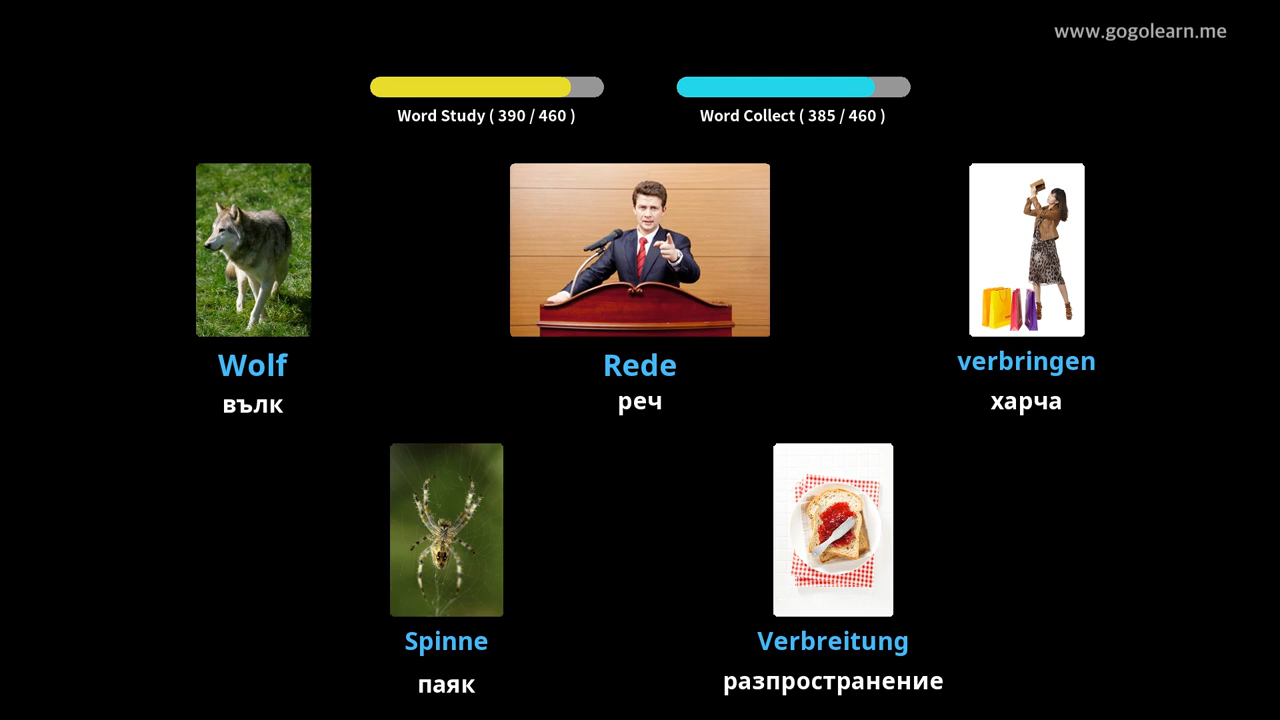 www.gogolearn.me
Word Study ( 390 / 460 )
Word Collect ( 385 / 460 )
Wolf
вълк
Rede
реч
verbringen
харча
Spinne
паяк
Verbreitung
разпространение